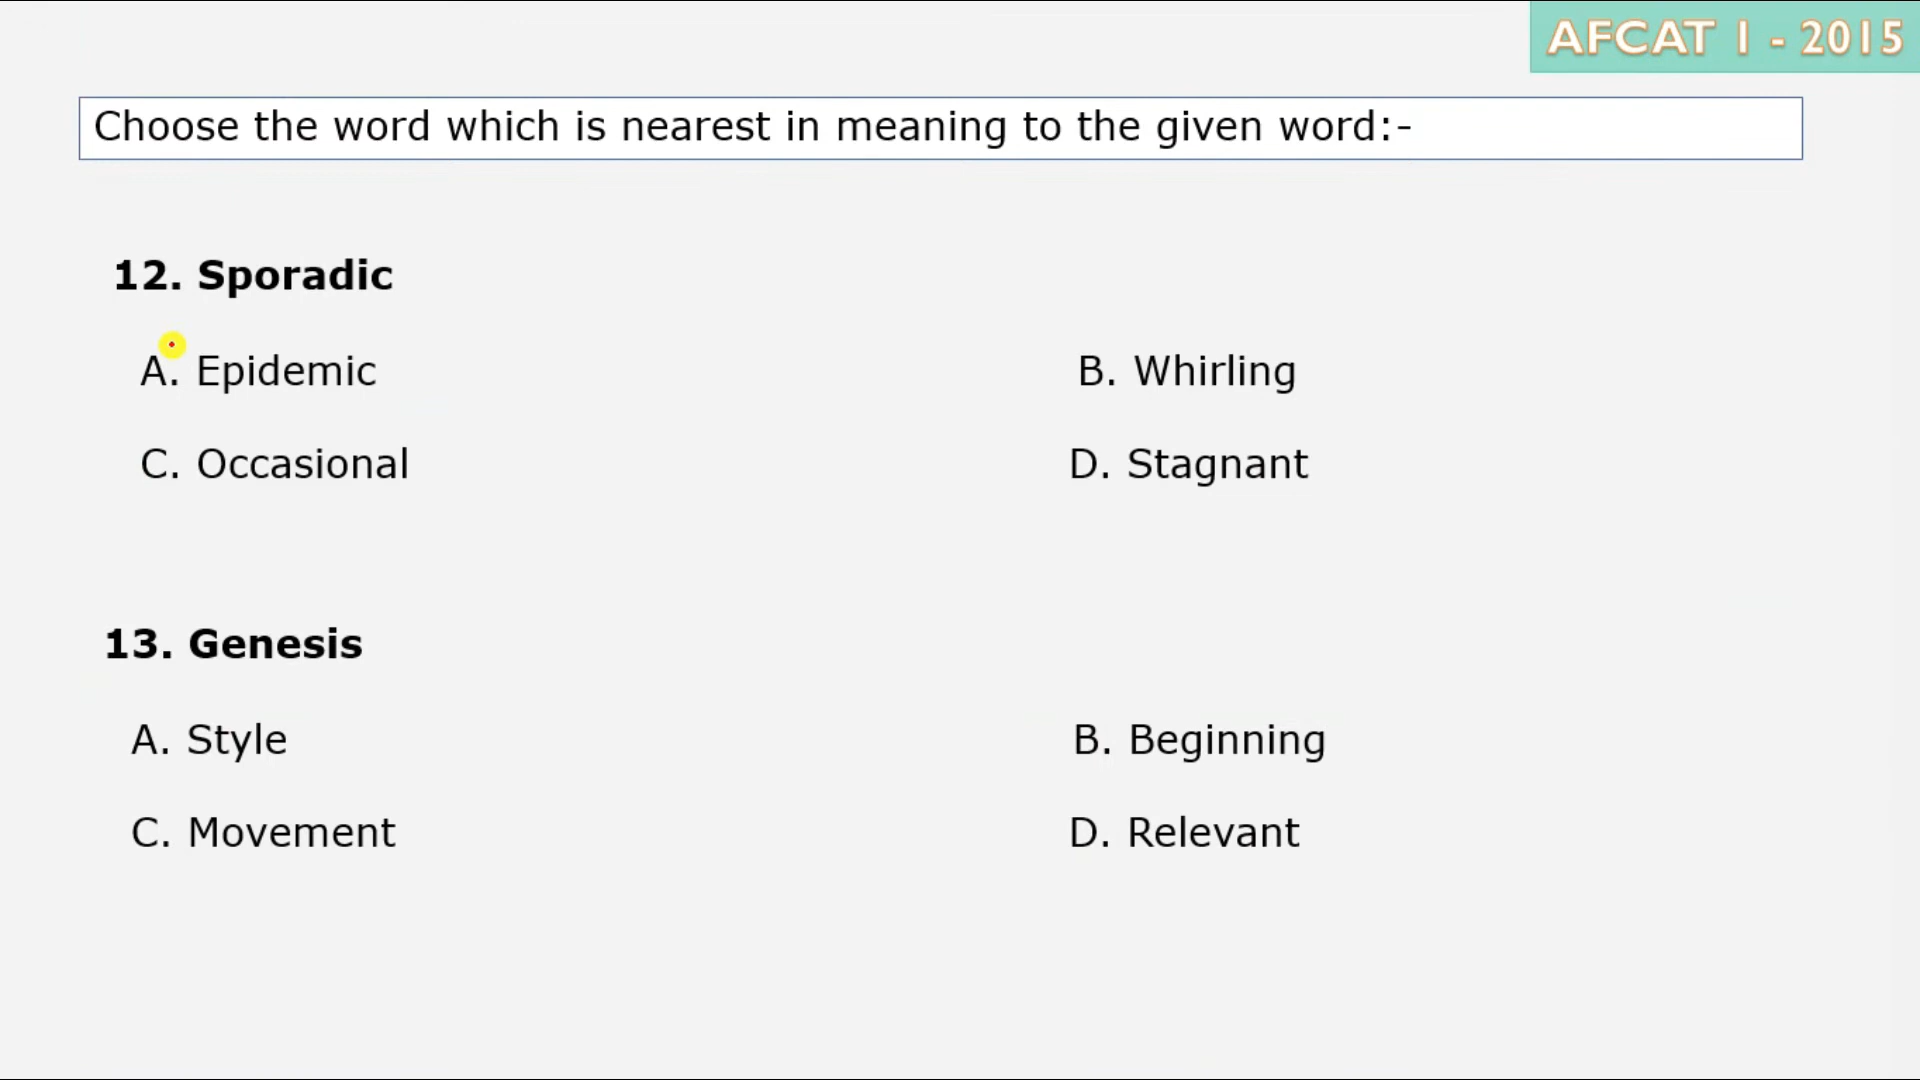 AFCAT 1 - 2015
Choose the word which is nearest in meaning to the given word:-
12. Sporadic
A. Epidemic
B. Whirling
C. Occasional
D. Stagnant
13. Genesis
A. Style
B. Beginning
C. Movement
D. Relevant